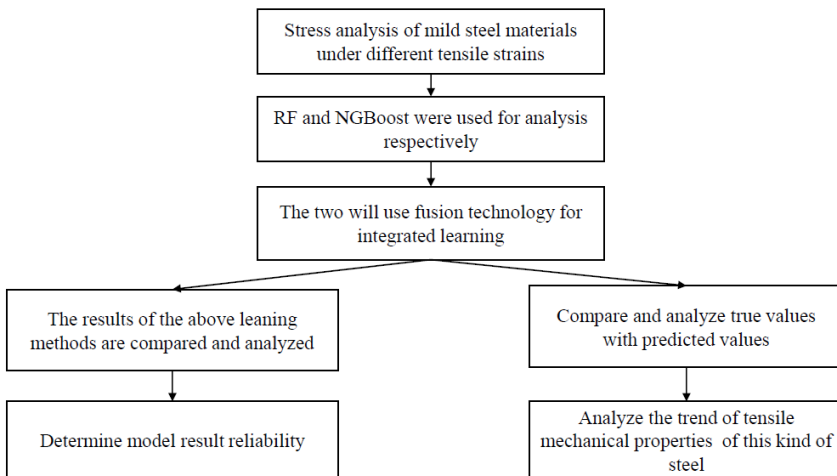 Stress analysis of mild steel materials
under different tensile strains
RF and NGBoost were used for analysis
respectively
The two will use fusion technology for
integrated learning
The results of the above leaning
methods are compared and analyzed
Compare and analyze true values
with predicted values
Determine model result reliability
Analyze the trend of tensile
mechanical properties of this kind of
steel